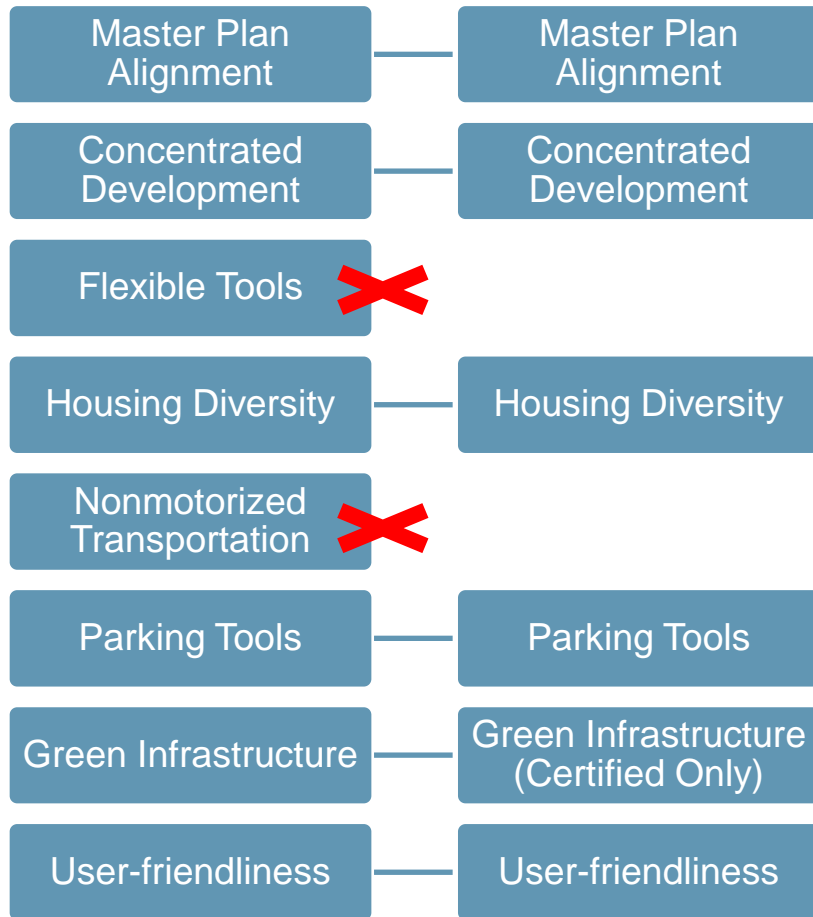 Master Plan
Alignment
Master Plan
Alignment
Concentrated
Development
Concentrated
Development
Flexible Tools
Housing Diversity
Housing Diversity
Nonmotorized
Transportation
Parking Tools
Parking Tools
Green Infrastructure
Green Infrastructure
(Certified Only)
User-friendliness
User-friendliness